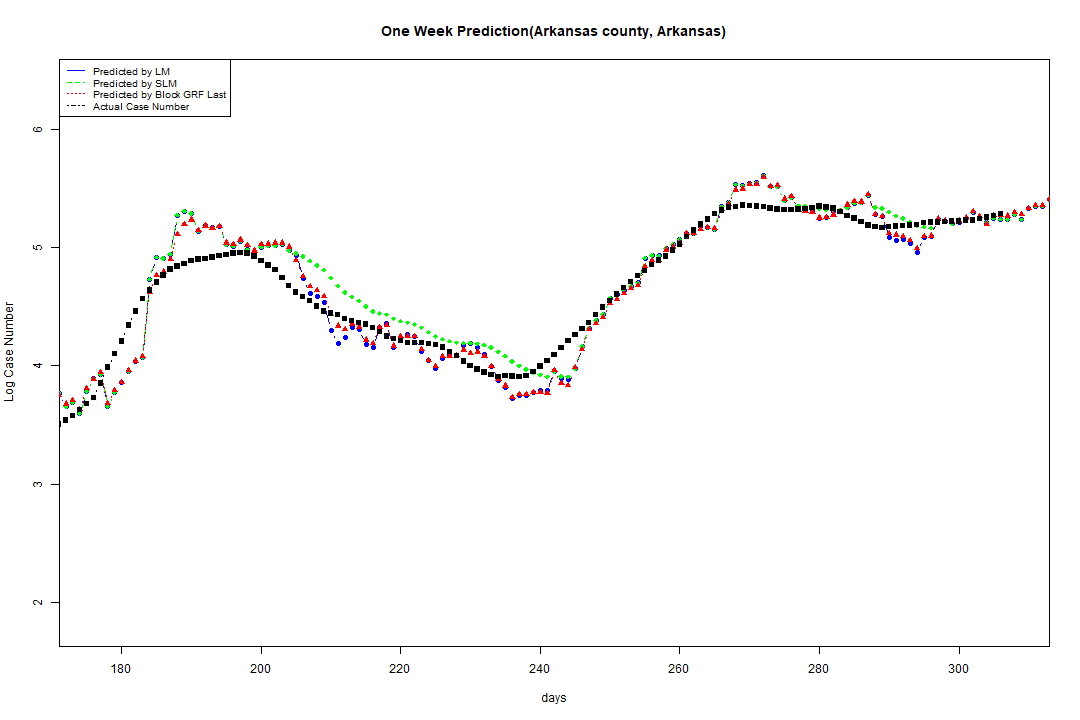 One Week Prediction(Arkansas county, Arkansas)
Predicted by LM
Predicted by SLM
Predicted by Block GRF Last
Actual Case Number
6
5
4
3
2
Log Case Number
180 200 220 240 260 280 300
days